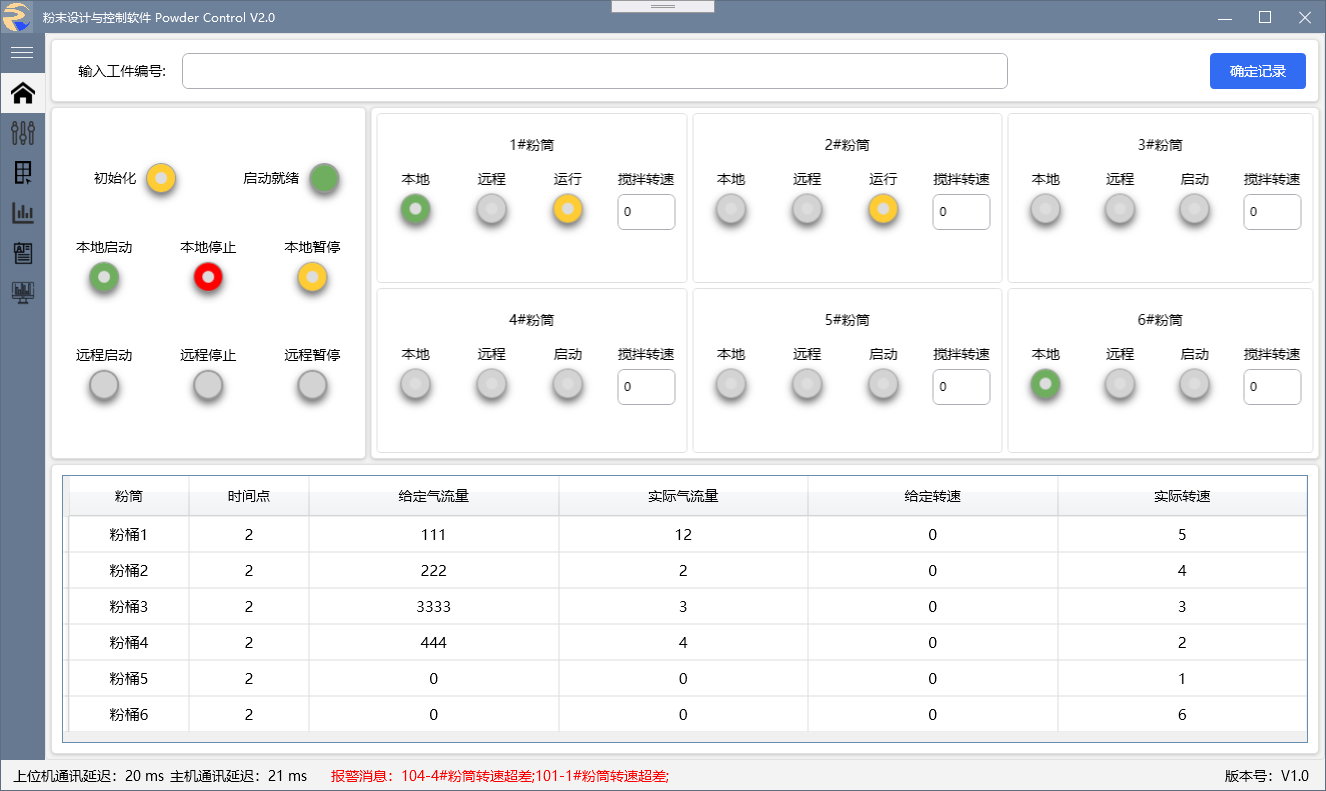 粉末设计与控制软件 Powder Control V2.0
输入工件编号:
确定记录
初始化 启动就绪
本地启动 本地停止 本地暂停
远程启动 远程停止 远程暂停
1#粉筒
本地 远程 运行 搅拌转速
0
2#粉筒
本地 远程 运行 搅拌转速
0
3#粉筒
本地 远程 启动 搅拌转速
0
4#粉筒
本地 远程 启动 搅拌转速
0
5#粉筒
本地 远程 启动 搅拌转速
0
6#粉筒
本地 远程 启动 搅拌转速
0
粉筒 时间点 给定气流量 实际气流量 给定转速 实际转速
粉桶1 2 111 12 0 5
粉桶2 2 222 2 0 4
粉桶3 2 3333 3 0 3
粉桶4 2 444 4 0 2
粉桶5 2 0 0 0 1
粉桶6 2 0 0 0 6
上位机通讯延迟：20 ms 主机通讯延迟：21 ms 报警消息：104-4#粉筒转速超差;101-1#粉筒转速超差; 版本号：V1.0